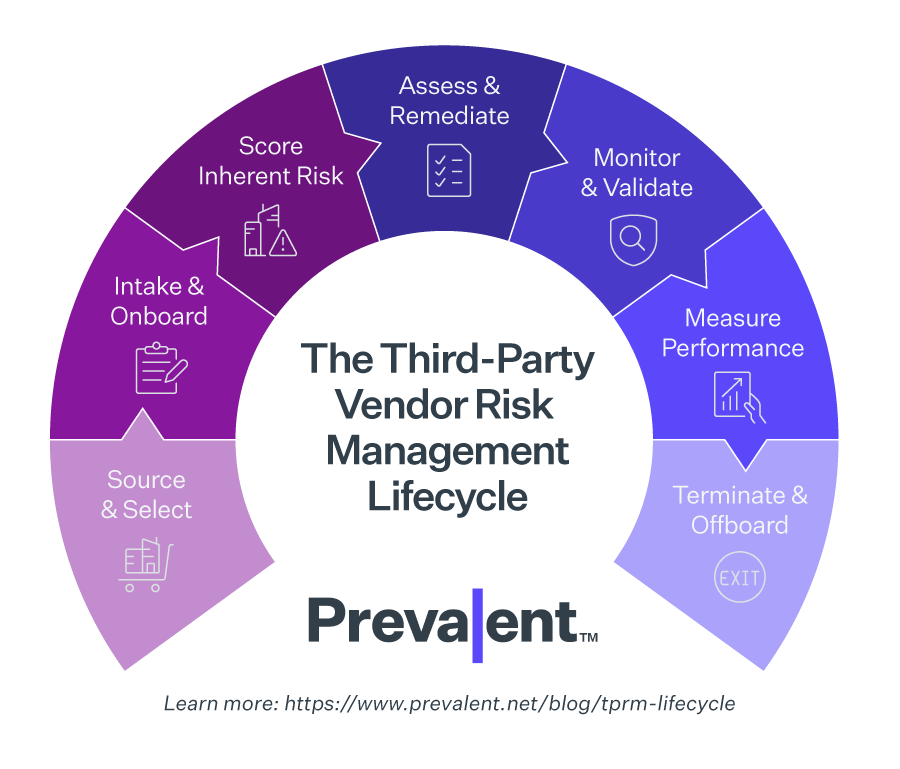 Assess &
Remediate
Score
Inherent Risk
Monitor
& Validate
Intake &
Onboard
Measure
Performance
The Third-Party
Vendor Risk
Management
Lifecycle
Source
& Select
Terminate &
Offboard
EXIT
Prevalent™
Learn more: https://www.prevalent.net/blog/tprm-lifecycle